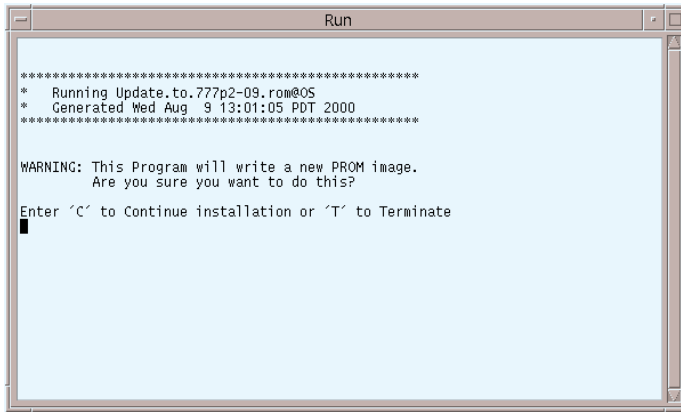 Run
**************************************************
*   Running Update.to.777p2-09.rom@OS
*   Generated Wed Aug  9 13:01:05 PDT 2000
**************************************************
WARNING: This Program will write a new PROM image.
         Are you sure you want to do this?
Enter ´C´ to Continue installation or ´T´ to Terminate